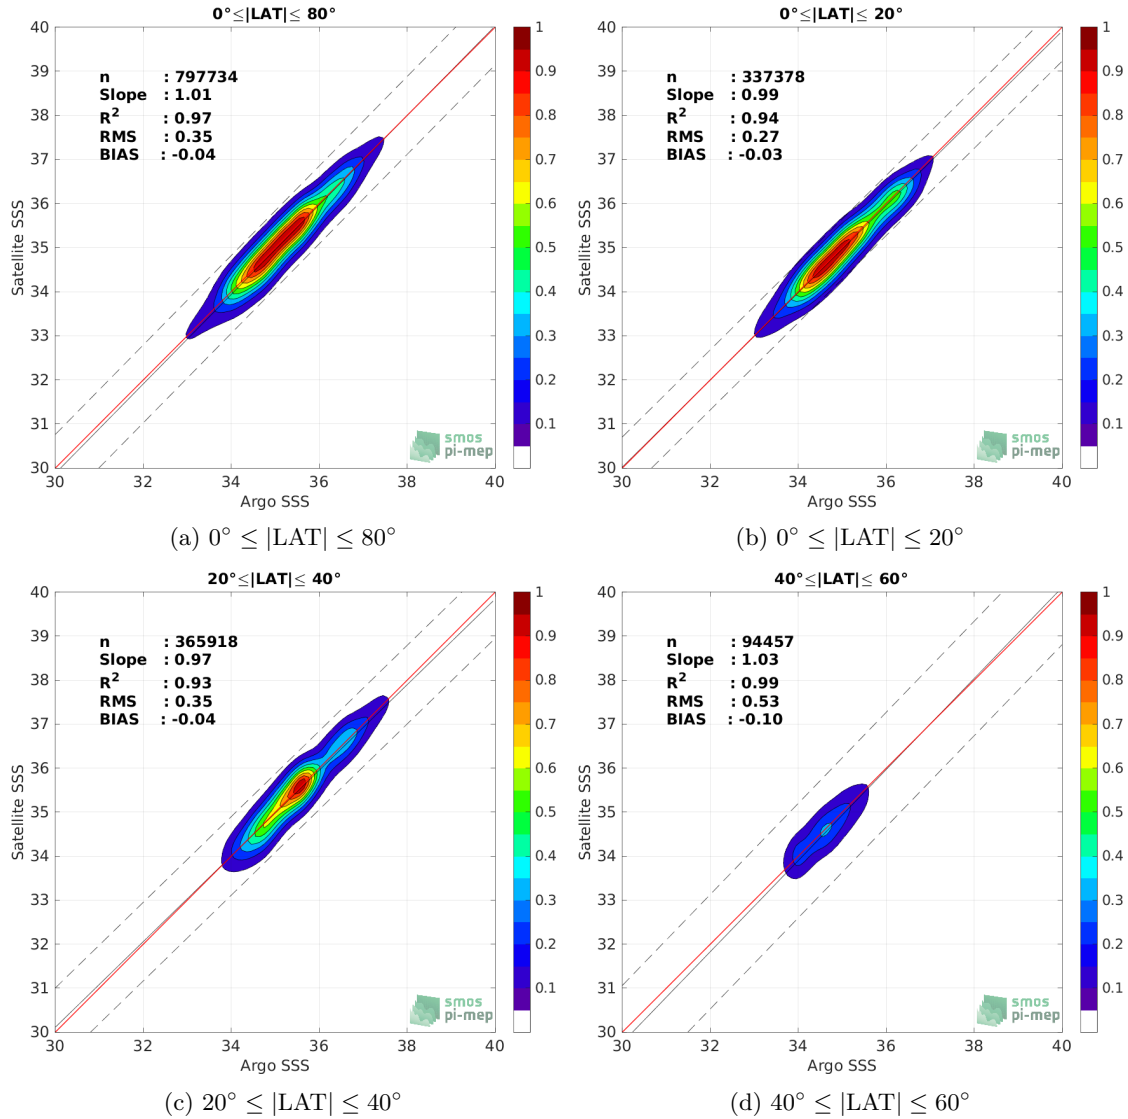 0°≤|LAT|≤ 80°
n : 797734
Slope : 1.01
R² : 0.97
RMS : 0.35
BIAS : -0.04
Satellite SSS
40
39
38
37
36
35
34
33
32
31
30
30 32 34 36 38 40
Argo SSS
1
0.9
0.8
0.7
0.6
0.5
0.4
0.3
0.2
0.1
smos
pi-mep
(a) 0° ≤ |LAT| ≤ 80°
0°≤|LAT|≤ 20°
n : 337378
Slope : 0.99
R² : 0.94
RMS : 0.27
BIAS : -0.03
Satellite SSS
40
39
38
37
36
35
34
33
32
31
30
30 32 34 36 38 40
Argo SSS
1
0.9
0.8
0.7
0.6
0.5
0.4
0.3
0.2
0.1
smos
pi-mep
(b) 0° ≤ |LAT| ≤ 20°
20°≤|LAT|≤ 40°
n : 365918
Slope : 0.97
R² : 0.93
RMS : 0.35
BIAS : -0.04
Satellite SSS
40
39
38
37
36
35
34
33
32
31
30
30 32 34 36 38 40
Argo SSS
1
0.9
0.8
0.7
0.6
0.5
0.4
0.3
0.2
0.1
smos
pi-mep
(c) 20° ≤ |LAT| ≤ 40°
40°≤|LAT|≤ 60°
n : 94457
Slope : 1.03
R² : 0.99
RMS : 0.53
BIAS : -0.10
Satellite SSS
40
39
38
37
36
35
34
33
32
31
30
30 32 34 36 38 40
Argo SSS
1
0.9
0.8
0.7
0.6
0.5
0.4
0.3
0.2
0.1
smos
pi-mep
(d) 40° ≤ |LAT| ≤ 60°